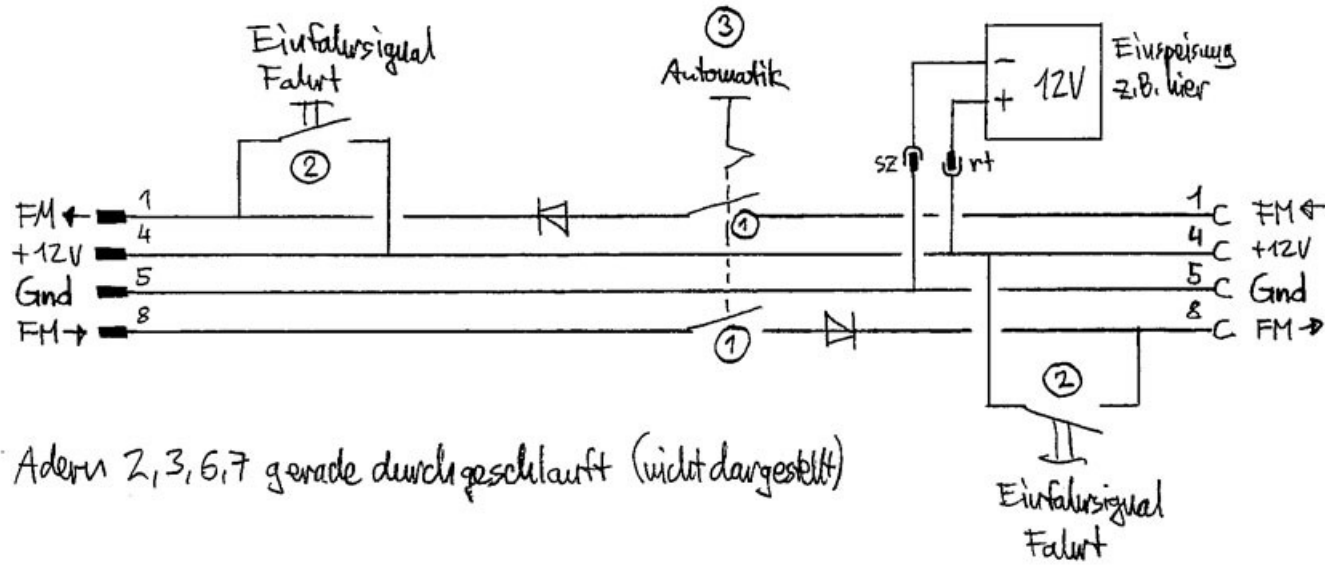 Einfahrsignal
Fahrt
②
③
Automatik
-
+
12V
Einspeisung
z.B. hier
sz
rt
FM ← 1
① 
1 FM ←
+12V 4
4 +12V
Gnd 5
5 Gnd
FM → 8
①
8 FM →
②
Einfahrsignal
Fahrt
Adern 2, 3, 6, 7 gerade durchgeschlauft (nicht dargestellt)